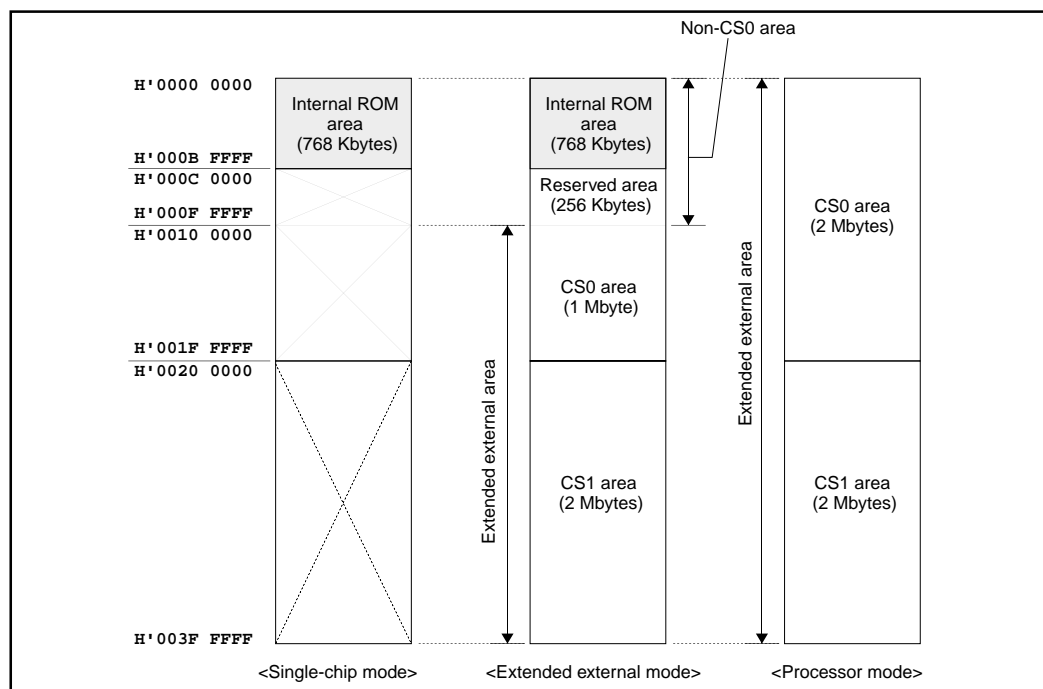 Non-CS0 area
H'0000 0000
H'000B FFFF
H'000C 0000
H'000F FFFF
H'0010 0000
H'001F FFFF
H'0020 0000
H'003F FFFF
Internal ROM
area
(768 Kbytes)
<Single-chip mode>
Extended external area
Internal ROM
area
(768 Kbytes)
Reserved area
(256 Kbytes)
CS0 area
(1 Mbyte)
CS1 area
(2 Mbytes)
<Extended external mode>
Extended external area
CS0 area
(2 Mbytes)
CS1 area
(2 Mbytes)
<Processor mode>